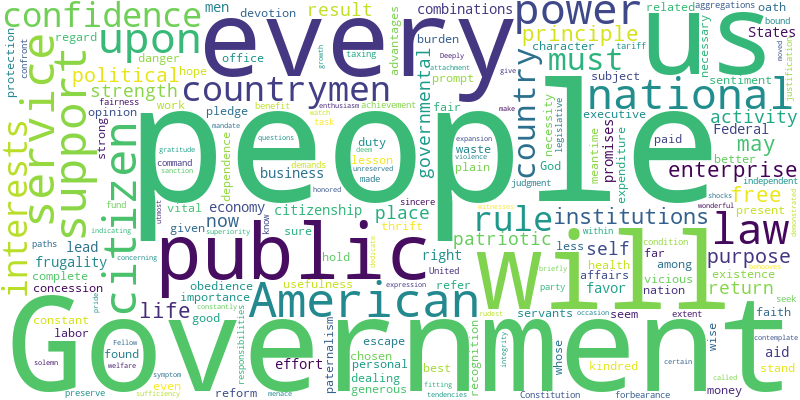 people
Government
every
us
will
public
American
power
national
law
upon
must
countrymen
confidence
service
support
citizen
interests
country
rule
institutions
free
may
enterprise
purpose
return
life
principle
political
strength
activity
governmental
now
place
self
business
economy
citizenship
patriotic
right
effort
frugality
found
aid
result
men
devotion
combinations
advantages
related
aggregations
oath
bound
States
necessary
moved
tariff
justification
regard
danger
office
taxing
growth
Deeply
attachment
give
burden
character
protection
confront
hope
prompt
subject
sentiment
fairness
work
benefit
enthusiasm
achievement
make
opinion
pledge
watch
task
fair
necessity
executive
legislative
promises
expenditure
paid
Federal
better
independent
strong
gratitude
mandate
questions
deem
duty
waste
expansion
violence
God
meantime
command
sanction
dependence
demands
lesson
plain
unreserved
honored
made
judgment
shocks
wonderful
demonstrated
fund
vital
given
sure
know
thrift
sincere
utmost
indicating
superiority
dedicate
witnesses
within
condition
present
paths
lead
concerning
hold
United
refer
less
far
among
health
vicious
existence
complete
obedience
usefulness
expression
affairs
importance
constantly
briefly
extent
nation
concession
pride
good
servants
favor
seem
party
seek
faith
constant
responsibilities
rudest
occasion
contemplate
labor
Fellow
escape
chosen
recognition
integrity
whose
kindred
wise
certain
solemn
welfare
paternalism
personal
best
stand
even
symptom
dealing
fitting
called
money
preserve
sufficiency
reform
menace
generous
tendencies
Constitution
forbearance